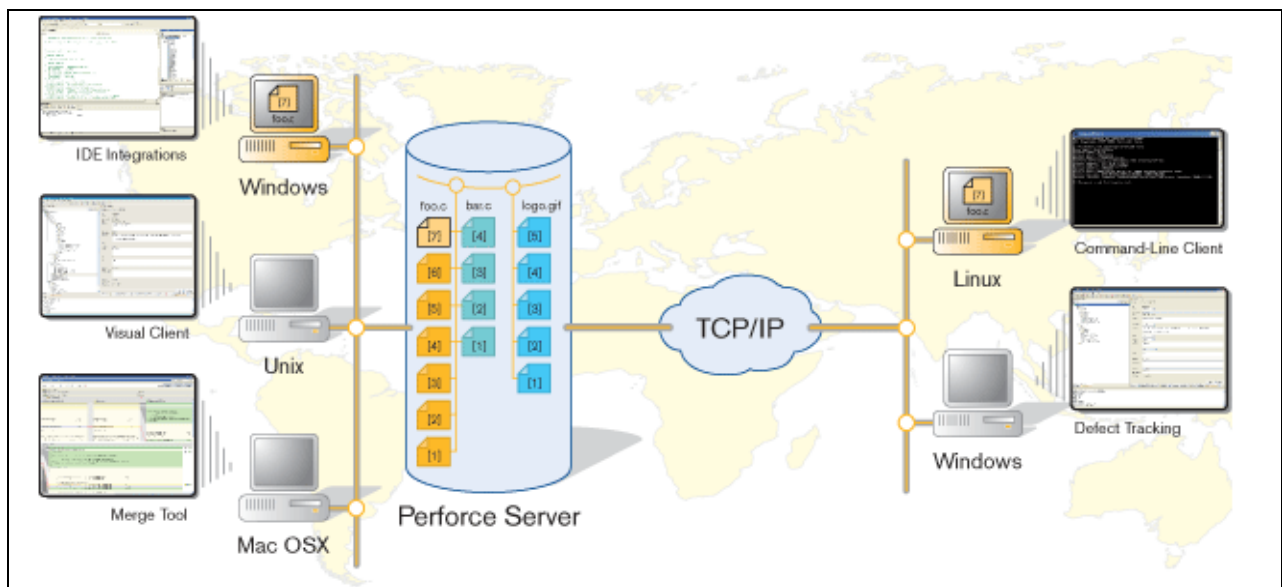 IDE Integrations
[7]
foo.c
Windows
Visual Client
Unix
Merge Tool
Mac OSX
foo.c bar.c logo.gif
[7] [4] [5]
[6] [3] [4]
[5] [2] [3]
[4] [1] [2]
[3] [1]
[2]
[1]
Perforce Server
TCP/IP
[7]
foo.c
Linux
Command-Line Client
Windows
Defect Tracking